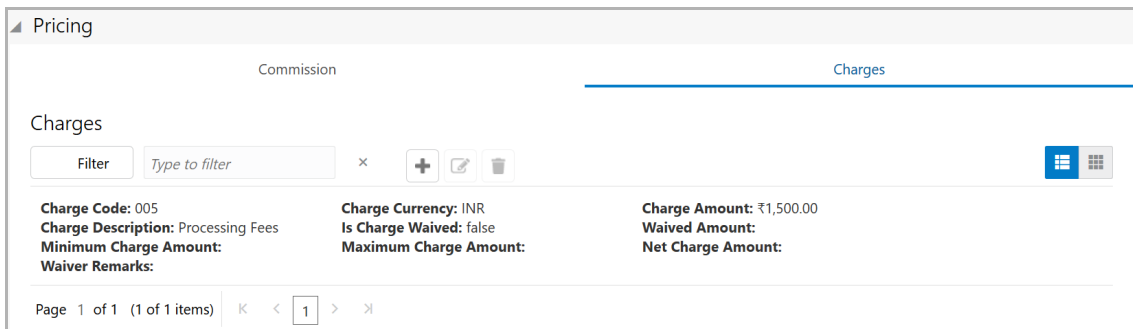 Pricing
Commission Charges
Charges
Filter Type to filter
Charge Code: 005 Charge Currency: INR Charge Amount: ₹1,500.00
Charge Description: Processing Fees Is Charge Waived: false Waived Amount:
Minimum Charge Amount: Maximum Charge Amount: Net Charge Amount:
Waiver Remarks:
Page 1 of 1 (1 of 1 items) 1